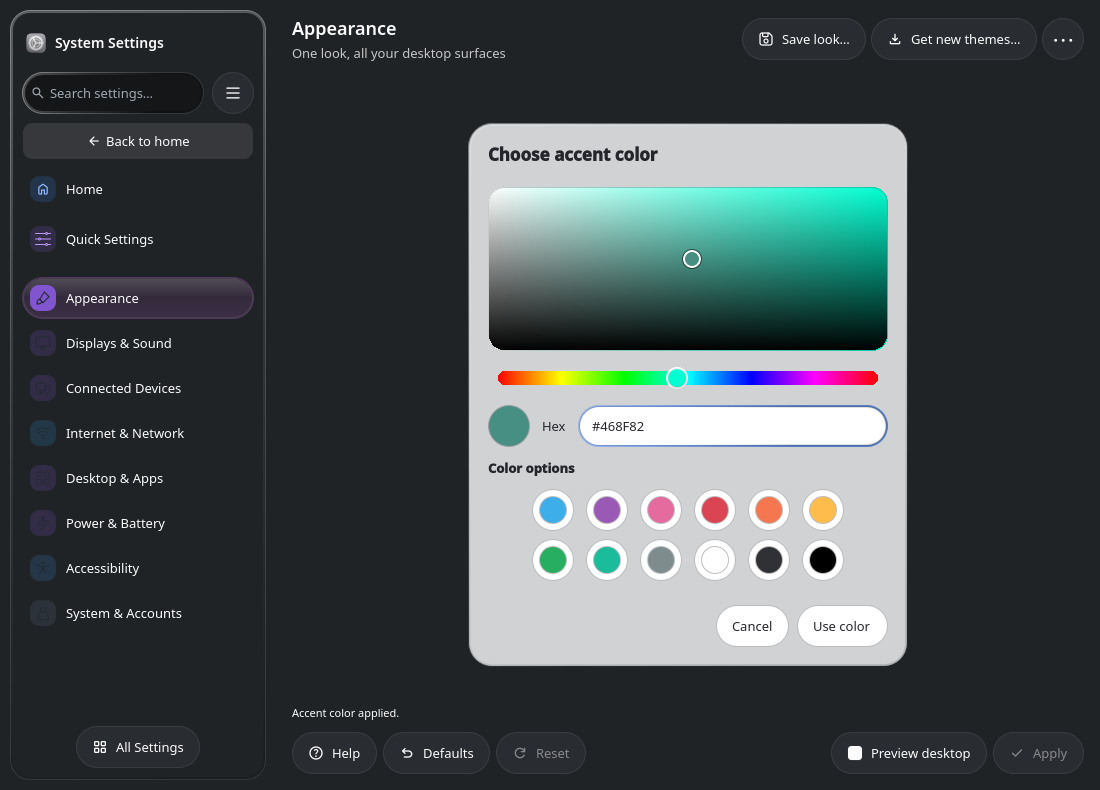 System Settings
Search settings...
Back to home
Home
Quick Settings
Appearance
Displays & Sound
Connected Devices
Internet & Network
Desktop & Apps
Power & Battery
Accessibility
System & Accounts
All Settings
Appearance
One look, all your desktop surfaces
Save look...
Get new themes...
Choose accent color
Hex
#468F82
Color options
Cancel
Use color
Accent color applied.
Help
Defaults
Reset
Preview desktop
Apply